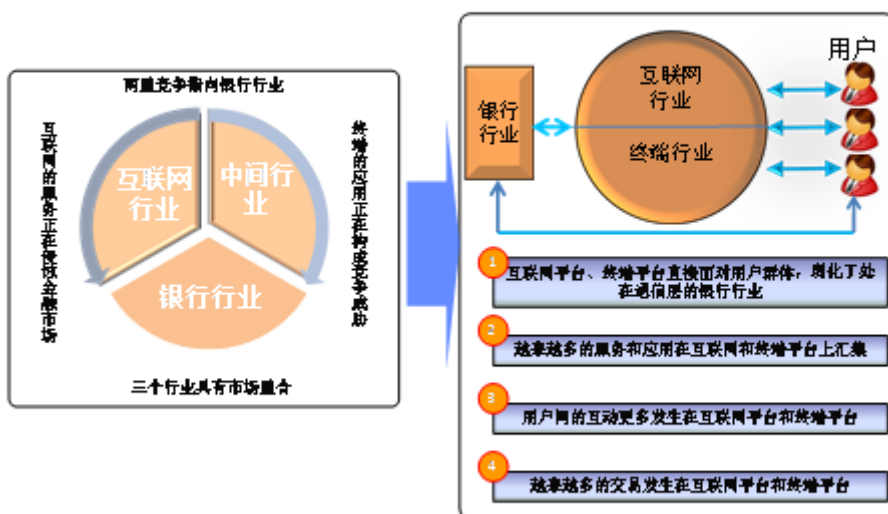 两重竞争指向银行行业
互联网的服务正在侵蚀金融市场
终端的应用正在构成竞争威胁
互联网
行业
中间行
业
银行行业
三个行业具有市场重合
用户
银行
行业
互联网
行业
终端行业
1
互联网平台、终端平台直接面对用户群体，弱化了处
在通信层的银行行业
2
越来越多的服务和应用在互联网和终端平台上汇集
3
用户间的互动更多发生在互联网平台和终端平台
4
越来越多的交易发生在互联网平台和终端平台